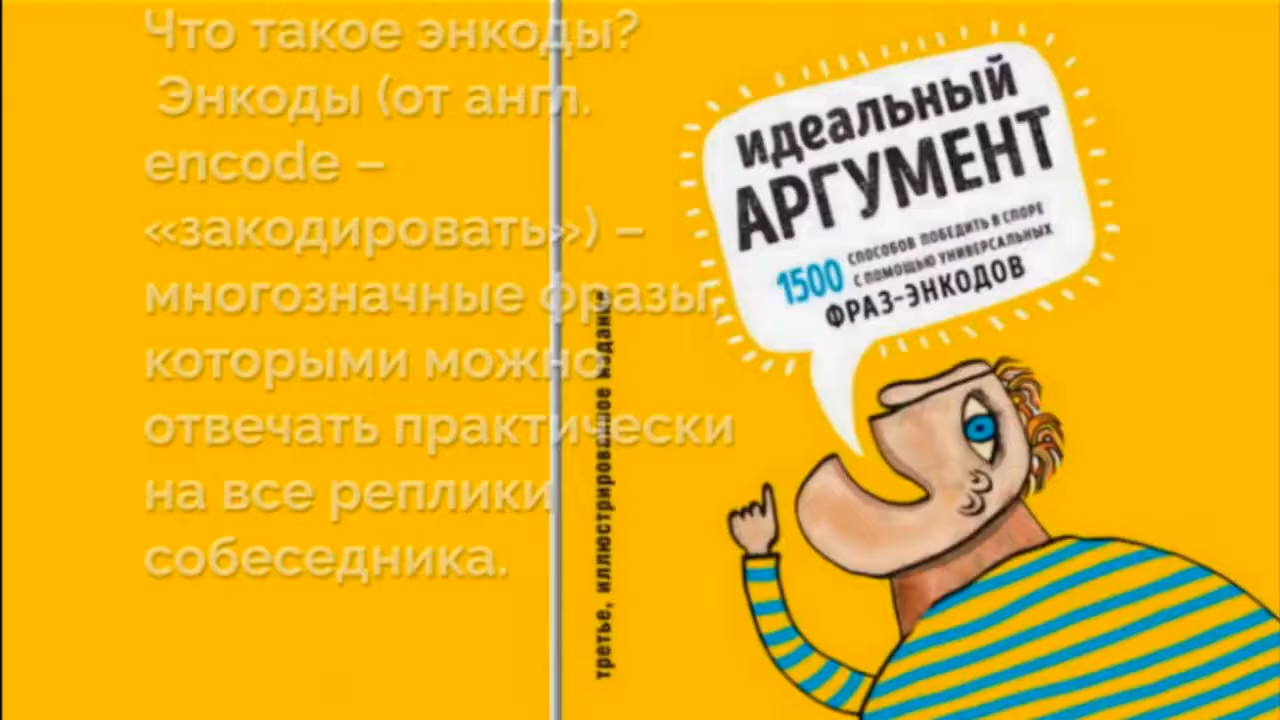 Что такое энкоды?
Энкоды (от англ.
encode –
«закодировать») –
многозначные фразы,
которыми можно
отвечать практически
на все реплики
собеседника.
третье, иллюстрированное издание
идеальный
АРГУМЕНТ
1500 способов победить в споре
с помощью универсальных
ФРАЗ-ЭНКОДОВ